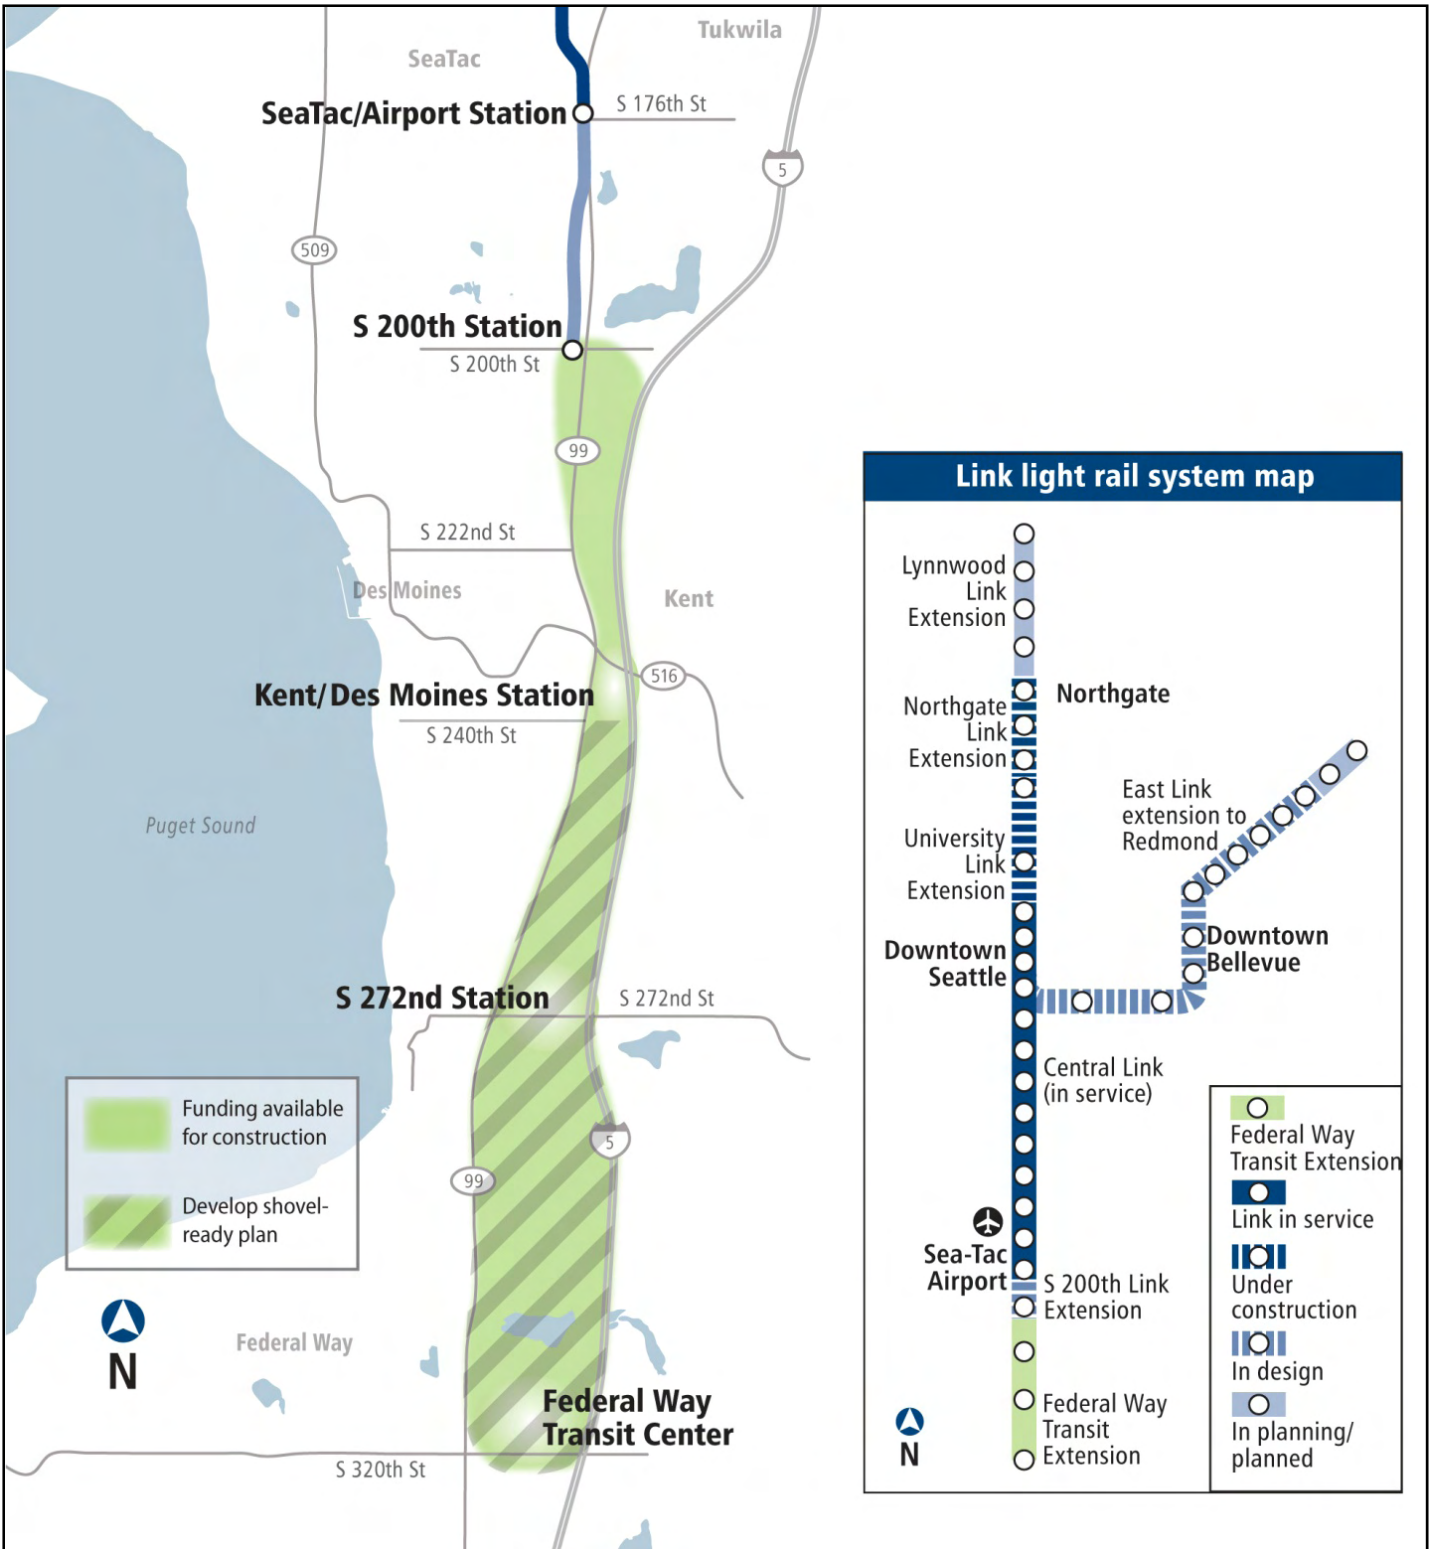 Tukwila
SeaTac
SeaTac/Airport Station
S 176th St
5
509
S 200th Station
S 200th St
99
S 222nd St
Des Moines
Kent
516
Kent/Des Moines Station
S 240th St
Puget Sound
S 272nd Station
S 272nd St
Funding available
for construction
Develop shovel-
ready plan
5
99
N
Federal Way
Federal Way
Transit Center
S 320th St
Link light rail system map
Lynnwood
Link
Extension
Northgate
Northgate
Link
Extension
East Link
extension to
Redmond
University
Link
Extension
Downtown
Seattle
Downtown
Bellevue
Central Link
(in service)
Sea-Tac
Airport
S 200th Link
Extension
Federal Way
Transit
Extension
N
Federal Way
Transit Extension
Link in service
Under
construction
In design
In planning/
planned